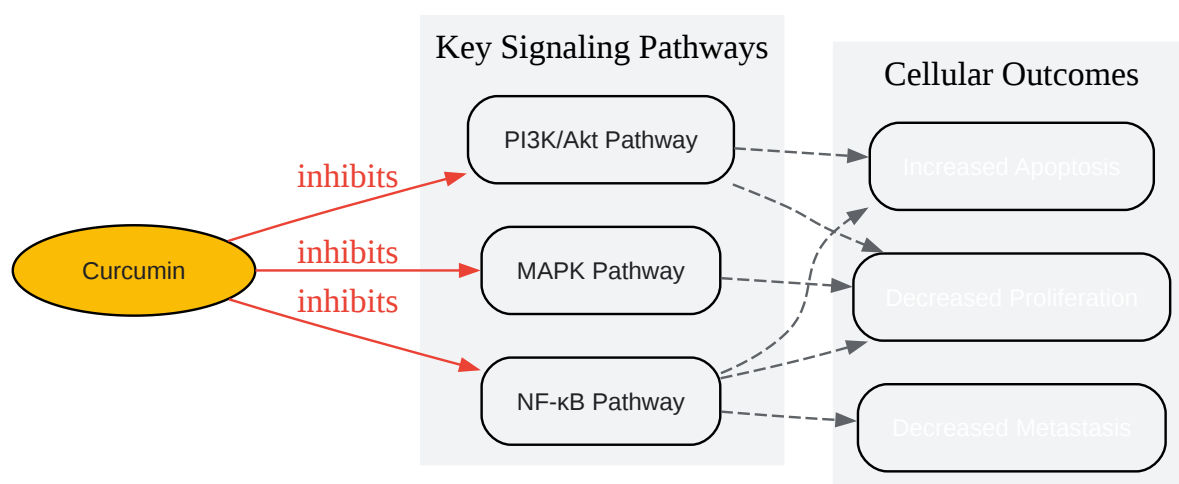 Key Signaling Pathways
Cellular Outcomes
PI3K/Akt Pathway
Increased Apoptosis
inhibits
inhibits
MAPK Pathway
Curcumin
Decreased Proliferation
inhibits
NF-κB Pathway
Decreased Metastasis